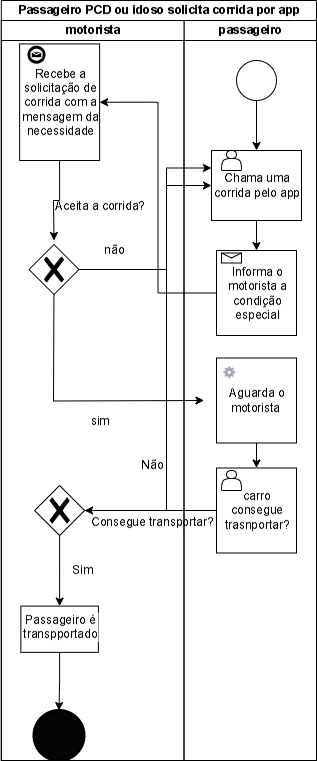 Passageiro PCD ou idoso solicita corrida por app
motorista
passageiro
Recebe a
solicitação de
corrida com a
mensagem da
necessidade
Chama uma
corrida pelo app
Aceita a corrida?
não
Informa o
motorista a
condição
especial
Aguarda o
motorista
sim
Não
carro
consegue
trasnportar?
Consegue transportar?
Sim
Passageiro é
transpportado